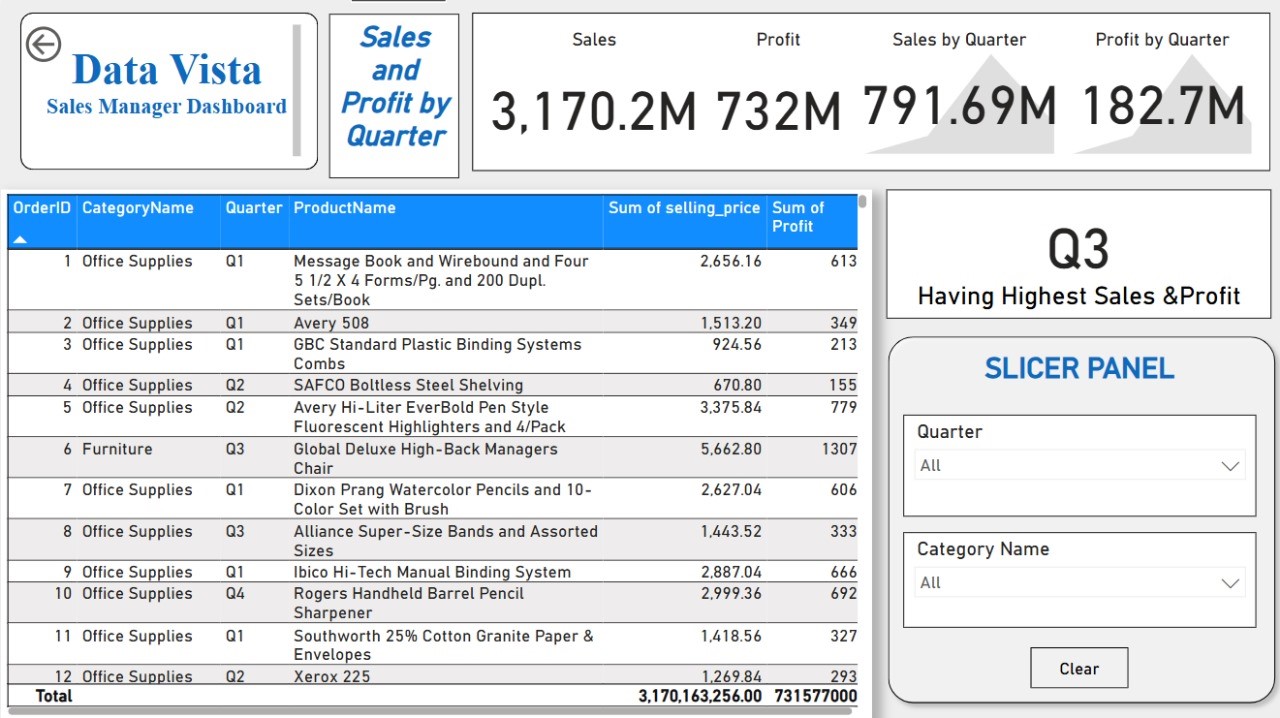 Data Vista
Sales Manager Dashboard
Sales
and
Profit by
Quarter
Sales Profit Sales by Quarter Profit by Quarter
3,170.2M 732M 791.69M 182.7M
OrderID CategoryName Quarter ProductName Sum of selling_price Sum of
Profit
1 Office Supplies Q1 Message Book and Wirebound and Four 2,656.16 613
5 1/2 X 4 Forms/Pg. and 200 Dupl.
Sets/Book
2 Office Supplies Q1 Avery 508 1,513.20 349
3 Office Supplies Q1 GBC Standard Plastic Binding Systems 924.56 213
Combs
4 Office Supplies Q2 SAFCO Boltless Steel Shelving 670.80 155
5 Office Supplies Q2 Avery Hi-Liter EverBold Pen Style 3,375.84 779
Fluorescent Highlighters and 4/Pack
6 Furniture Q3 Global Deluxe High-Back Managers 5,662.80 1307
Chair
7 Office Supplies Q1 Dixon Prang Watercolor Pencils and 10- 2,627.04 606
Color Set with Brush
8 Office Supplies Q3 Alliance Super-Size Bands and Assorted 1,443.52 333
Sizes
9 Office Supplies Q1 Ibico Hi-Tech Manual Binding System 2,887.04 666
10 Office Supplies Q4 Rogers Handheld Barrel Pencil 2,999.36 692
Sharpener
11 Office Supplies Q1 Southworth 25% Cotton Granite Paper & 1,418.56 327
Envelopes
12 Office Supplies Q2 Xerox 225 1,269.84 293
Total 3,170,163,256.00 731577000
Q3
Having Highest Sales &Profit
SLICER PANEL
Quarter
All
Category Name
All
Clear